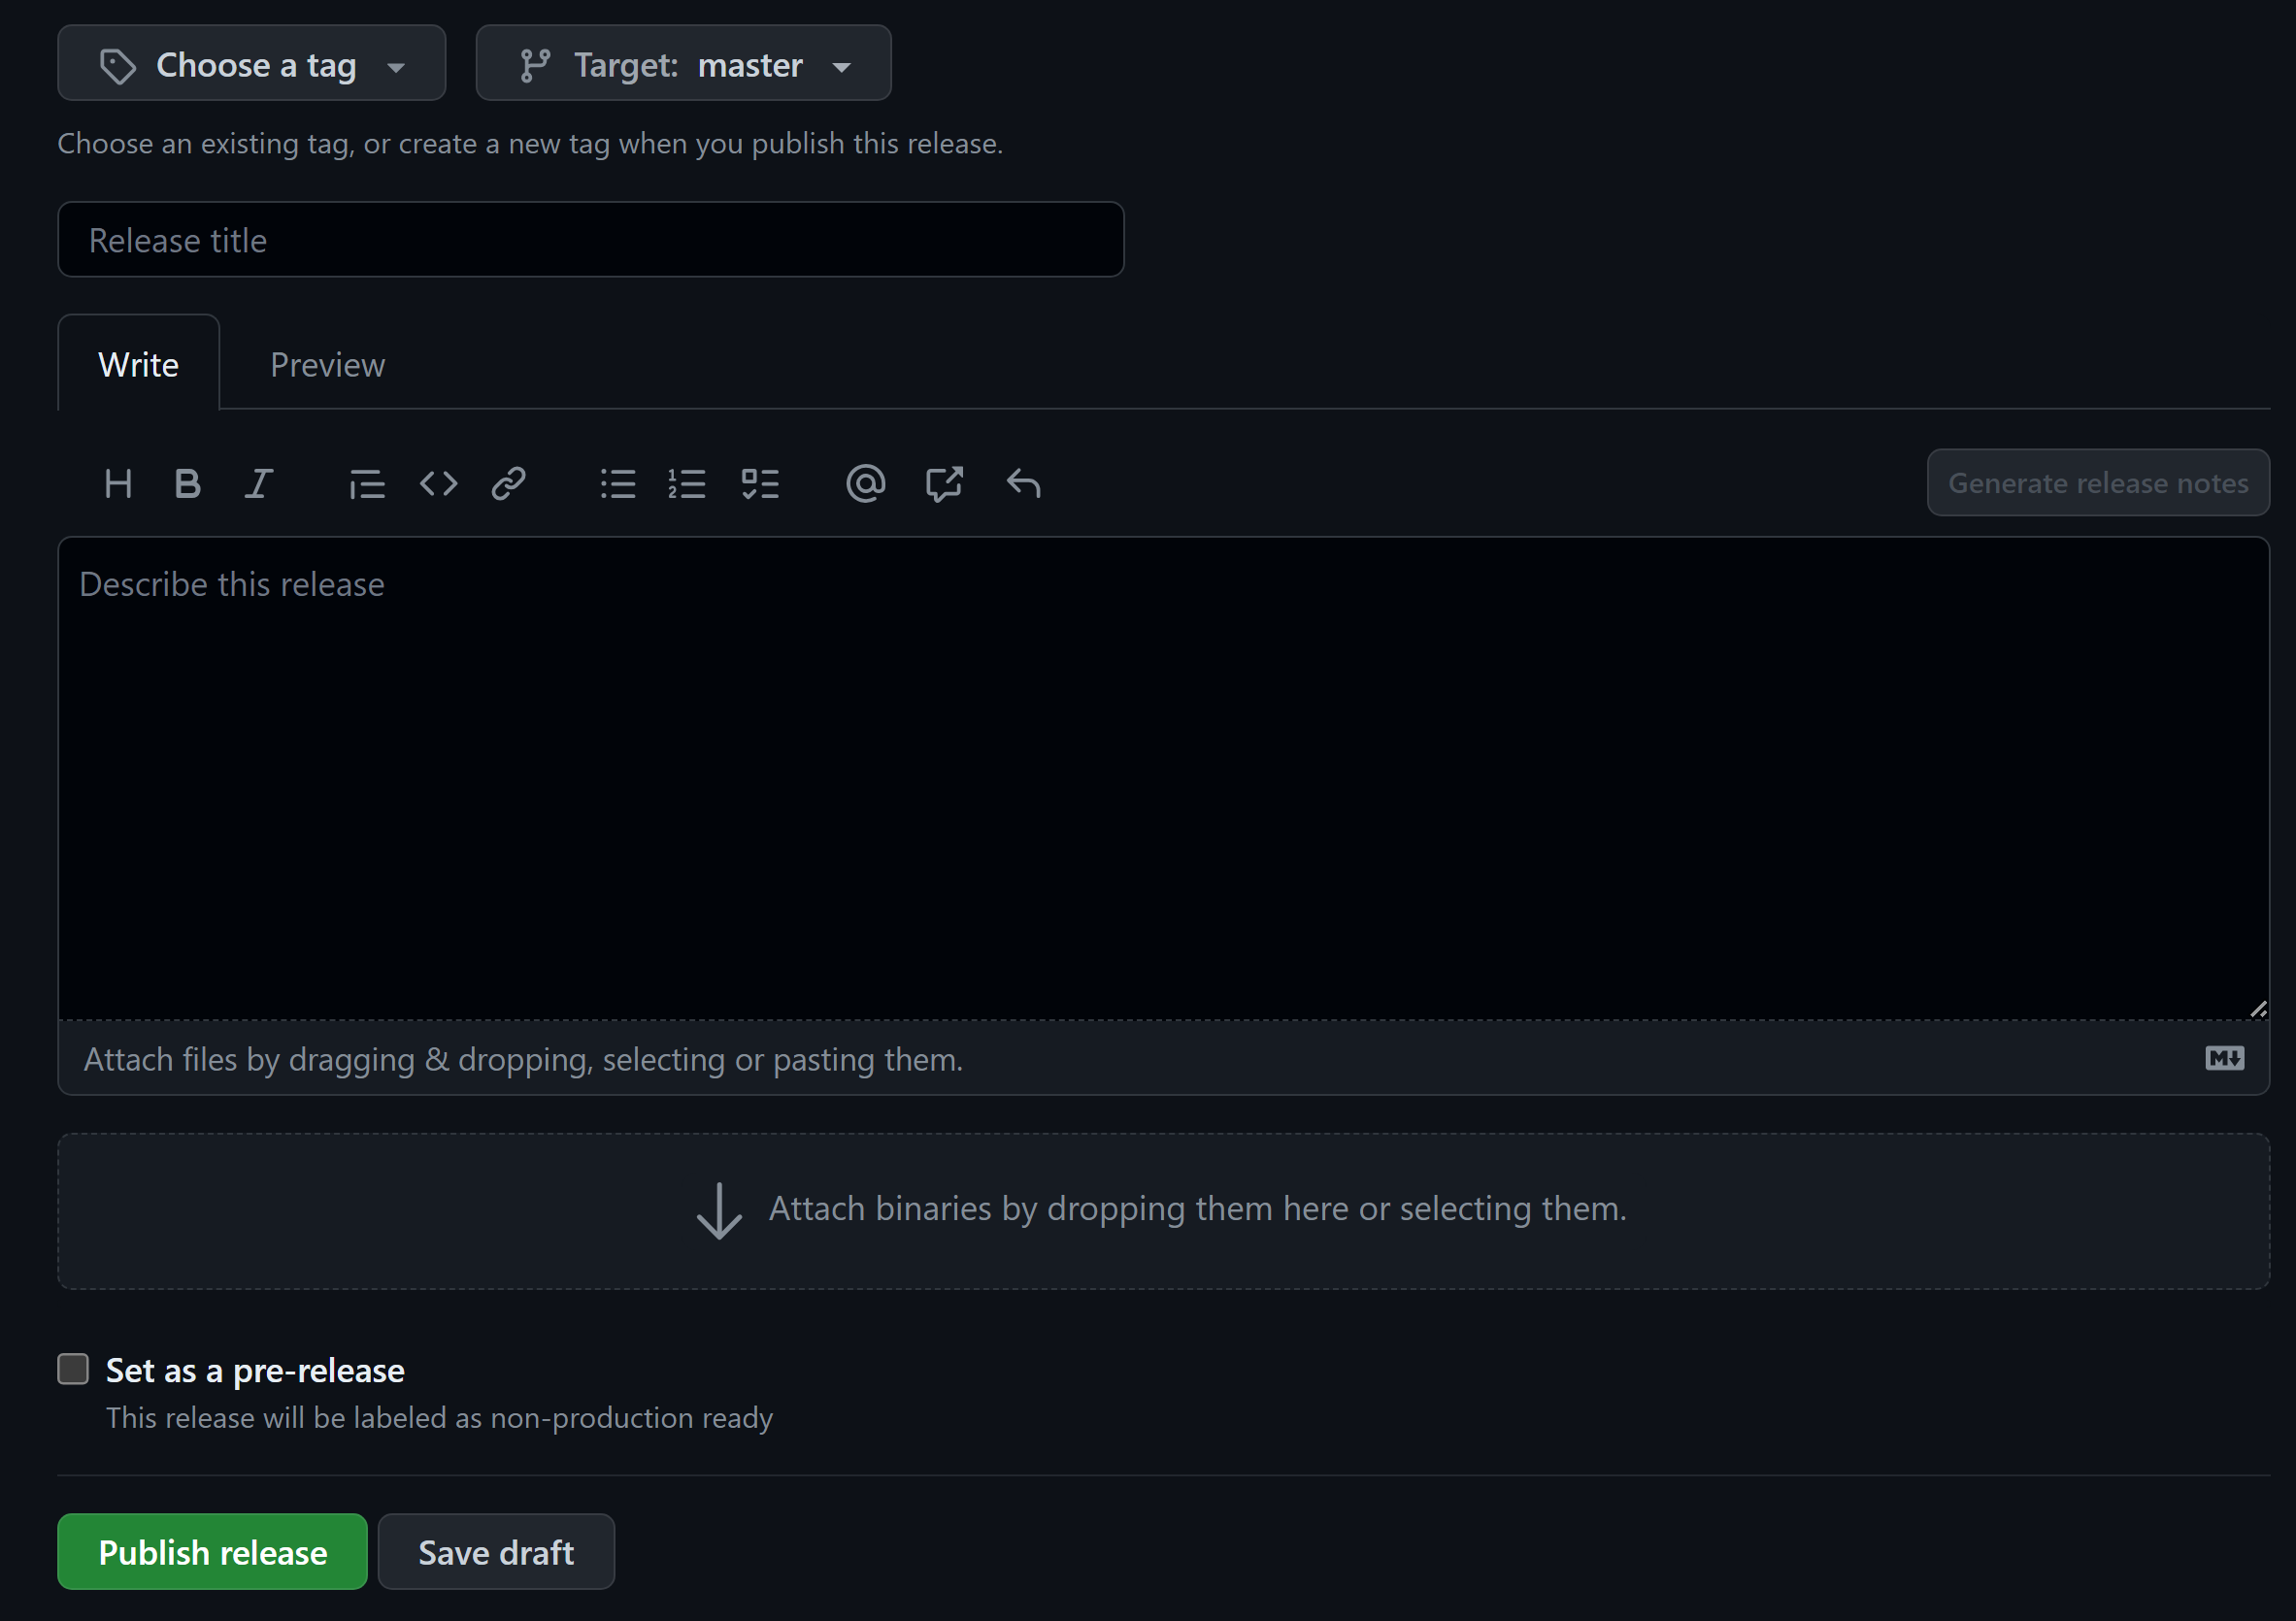 Choose a tag Target: master
Choose an existing tag, or create a new tag when you publish this release.
Release title
Write Preview
H B I Generate release notes
Describe this release
Attach files by dragging & dropping, selecting or pasting them.
Attach binaries by dropping them here or selecting them.
Set as a pre-release
This release will be labeled as non-production ready
Publish release Save draft